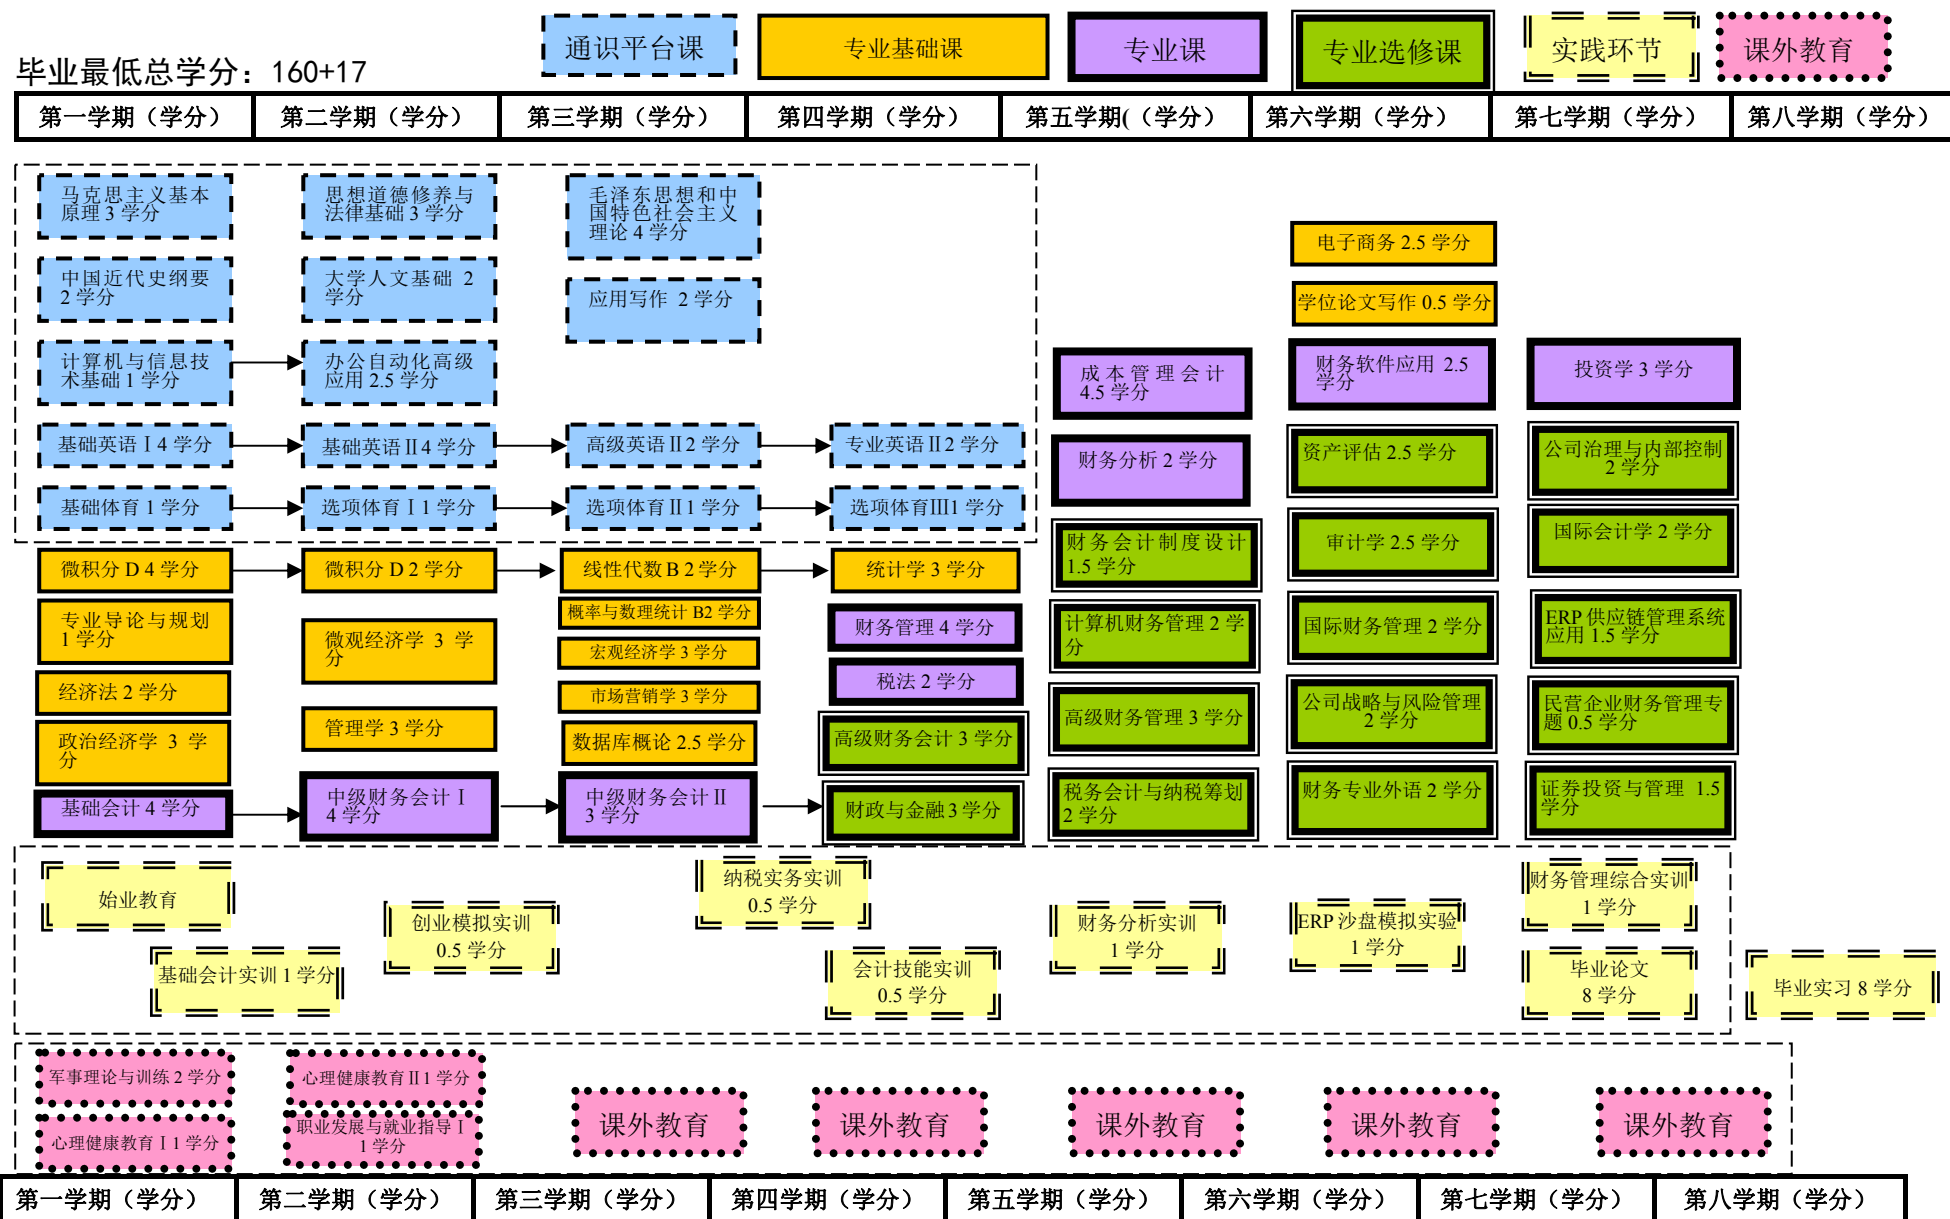 通识平台课
专业基础课
专业课
专业选修课
实践环节
课外教育
毕业最低总学分：160+17
第一学期（学分）
第二学期（学分）
第三学期（学分）
第四学期（学分）
第五学期(（学分）
第六学期（学分）
第七学期（学分）
第八学期（学分）
马克思主义基本
原理 3 学分
思想道德修养与
法律基础 3 学分
毛泽东思想和中
国特色社会主义
理论 4 学分
中国近代史纲要
2 学分
大学人文基础 2
学分
应用写作 2 学分
计算机与信息技
术基础 1 学分
办公自动化高级
应用 2.5 学分
基础英语Ⅰ4 学分
基础英语Ⅱ4 学分
高级英语Ⅱ2 学分
专业英语Ⅱ2 学分
基础体育 1 学分
选项体育Ⅰ1 学分
选项体育Ⅱ1 学分
选项体育Ⅲ1 学分
微积分 D 4 学分
微积分 D 2 学分
线性代数 B 2 学分
统计学 3 学分
专业导论与规划
1 学分
微观经济学 3 学
分
概率与数理统计 B2 学分
宏观经济学 3 学分
财务管理 4 学分
经济法 2 学分
市场营销学 3 学分
税法 2 学分
政治经济学 3 学
分
管理学 3 学分
数据库概论 2.5 学分
高级财务会计 3 学分
基础会计 4 学分
中级财务会计Ⅰ
4 学分
中级财务会计Ⅱ
3 学分
财政与金融 3 学分
成本管理会计
4.5 学分
财务分析 2 学分
财务会计制度设计
1.5 学分
计算机财务管理 2 学
分
高级财务管理 3 学分
税务会计与纳税筹划
2 学分
电子商务 2.5 学分
学位论文写作 0.5 学分
财务软件应用 2.5
学分
资产评估 2.5 学分
审计学 2.5 学分
国际财务管理 2 学分
公司战略与风险管理
2 学分
财务专业外语 2 学分
投资学 3 学分
公司治理与内部控制
2 学分
国际会计学 2 学分
ERP 供应链管理系统
应用 1.5 学分
民营企业财务管理专
题 0.5 学分
证券投资与管理 1.5
学分
始业教育
基础会计实训 1 学分
创业模拟实训
0.5 学分
纳税实务实训
0.5 学分
会计技能实训
0.5 学分
财务分析实训
1 学分
ERP 沙盘模拟实验
1 学分
财务管理综合实训
1 学分
毕业论文
8 学分
毕业实习 8 学分
军事理论与训练 2 学分
心理健康教育Ⅱ1 学分
心理健康教育Ⅰ1 学分
职业发展与就业指导Ⅰ
1 学分
课外教育
课外教育
课外教育
课外教育
课外教育
第一学期（学分）
第二学期（学分）
第三学期（学分）
第四学期（学分）
第五学期（学分）
第六学期（学分）
第七学期（学分）
第八学期（学分）